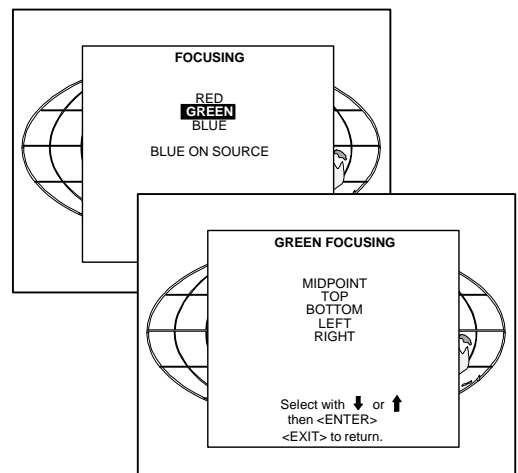 FOCUSING
RED
GREEN
BLUE
BLUE ON SOURCE
GREEN FOCUSING
MIDPOINT
TOP
BOTTOM
LEFT
RIGHT
Select with ⬇ or ⬆
then <ENTER>
<EXIT> to return.